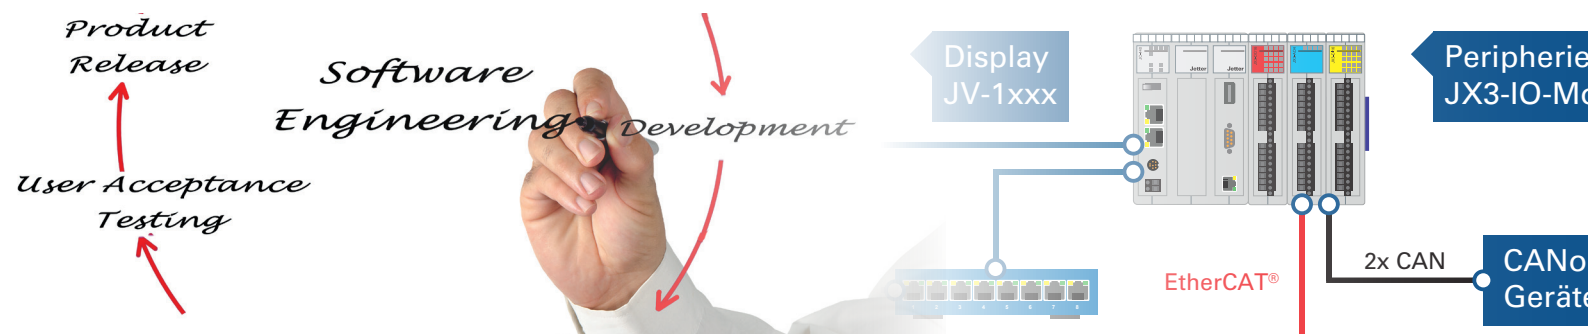 Product
Release
User Acceptance
Testing
Software
Engineering
Development
Display
JV-1xxx
Jetter
Jetter
Peripherie
JX3-IO-Mo
EtherCAT®
2x CAN
CANo
Geräte